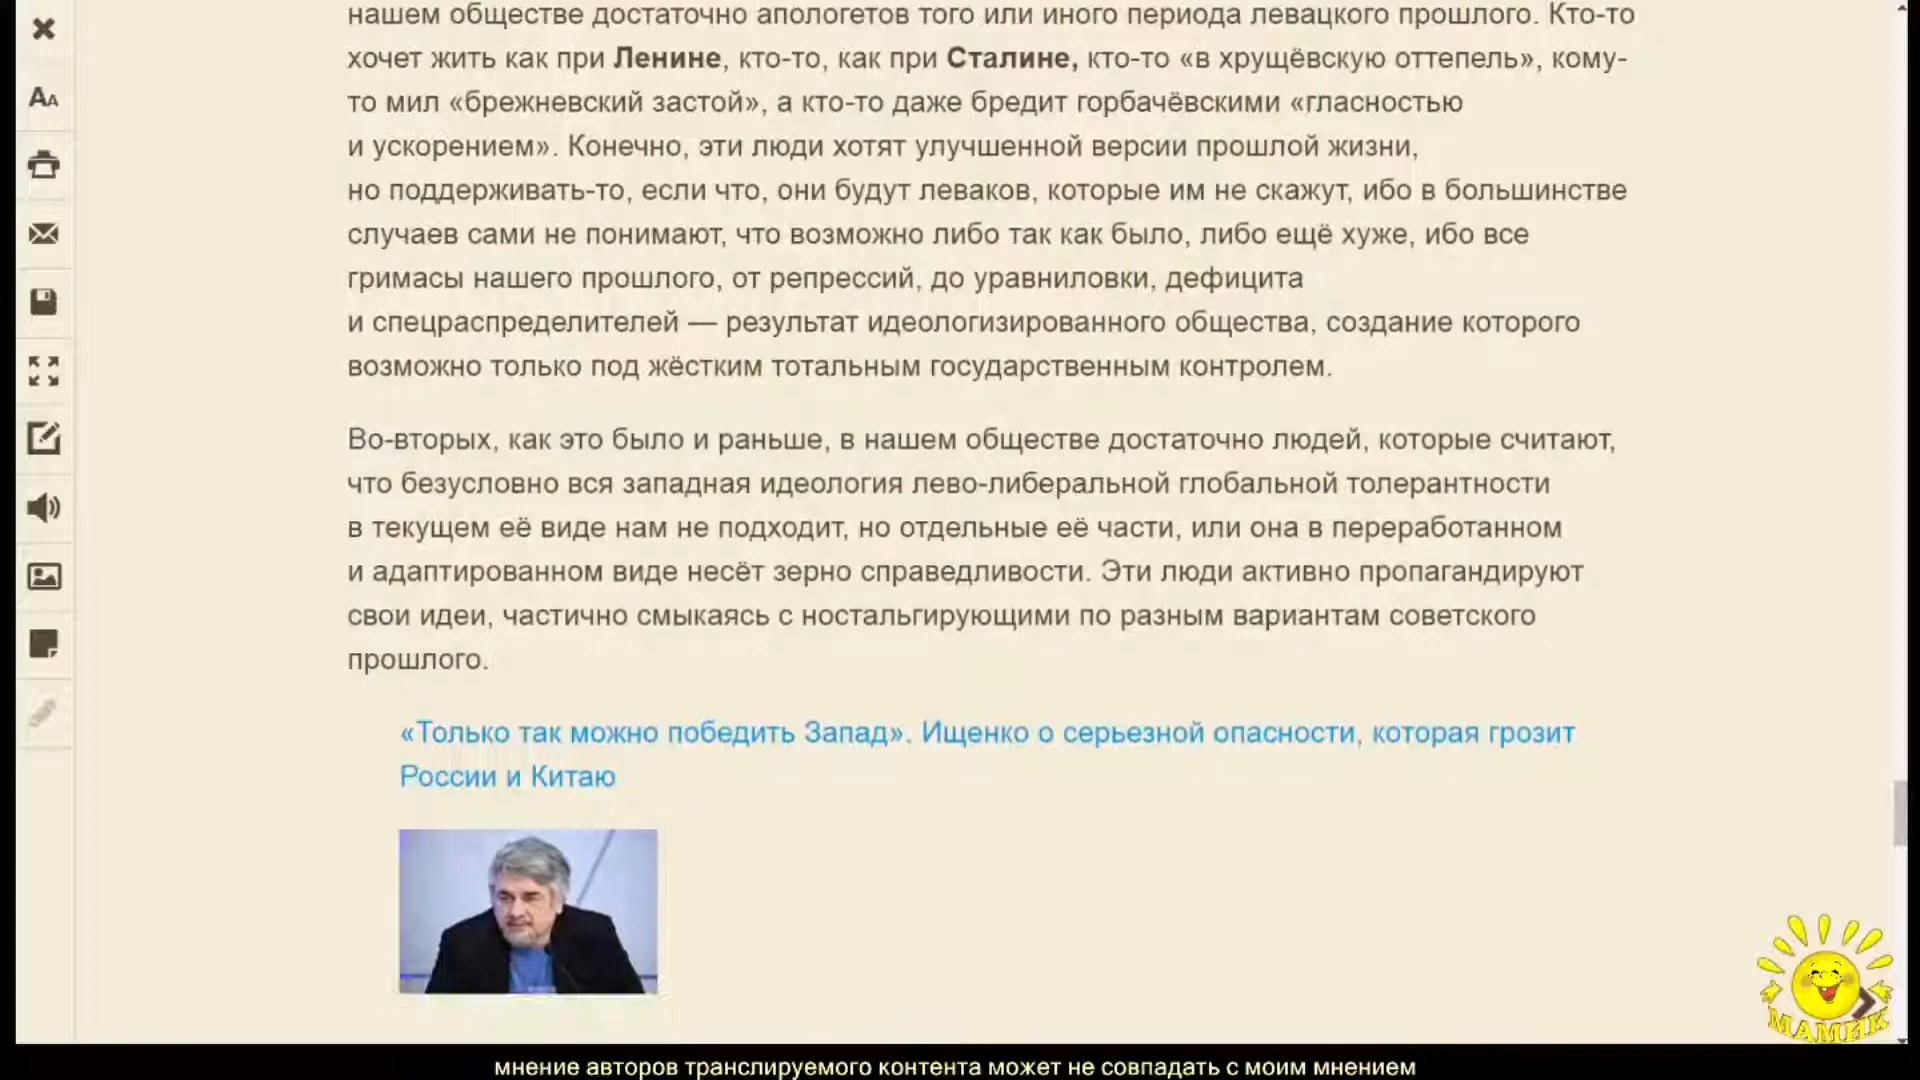 нашем обществе достаточно апологетов того или иного периода левацкого прошлого. Кто-то
хочет жить как при Ленине, кто-то, как при Сталине, кто-то «в хрущёвскую оттепель», кому-
то мил «брежневский застой», а кто-то даже бредит горбачёвскими «гласностью
и ускорением». Конечно, эти люди хотят улучшенной версии прошлой жизни,
но поддерживать-то, если что, они будут леваков, которые им не скажут, ибо в большинстве
случаев сами не понимают, что возможно либо так как было, либо ещё хуже, ибо все
гримасы нашего прошлого, от репрессий, до уравниловки, дефицита
и спецраспределителей — результат идеологизированного общества, создание которого
возможно только под жёстким тотальным государственным контролем.
Во-вторых, как это было и раньше, в нашем обществе достаточно людей, которые считают,
что безусловно вся западная идеология лево-либеральной глобальной толерантности
в текущем её виде нам не подходит, но отдельные её части, или она в переработанном
и адаптированном виде несёт зерно справедливости. Эти люди активно пропагандируют
свои идеи, частично смыкаясь с ностальгирующими по разным вариантам советского
прошлого.
«Только так можно победить Запад». Ищенко о серьезной опасности, которая грозит
России и Китаю
МАМИК
мнение авторов транслируемого контента может не совпадать с моим мнением